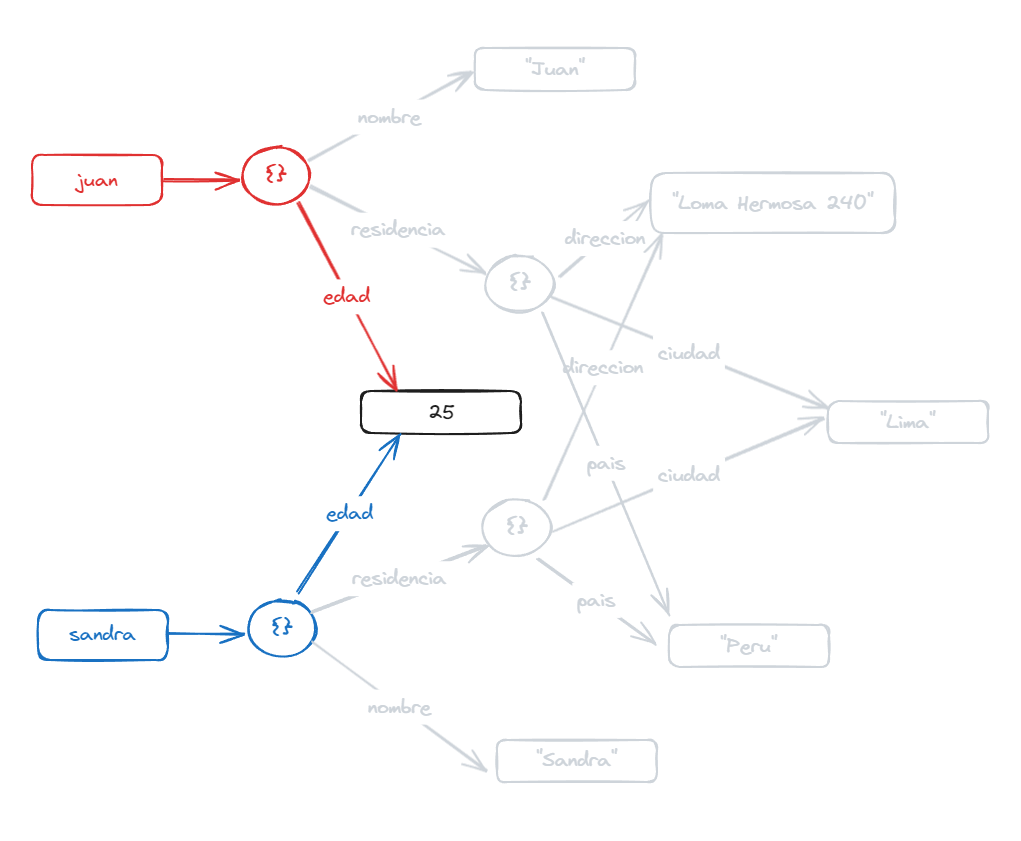 "Juan"
nombre
juan
{}
"Loma Hermosa 240"
residencia
direccion
{}
edad
ciudad
direccion
25
"Lima"
pais
ciudad
edad
{}
residencia
pais
{}
sandra
"Peru"
nombre
"Sandra"